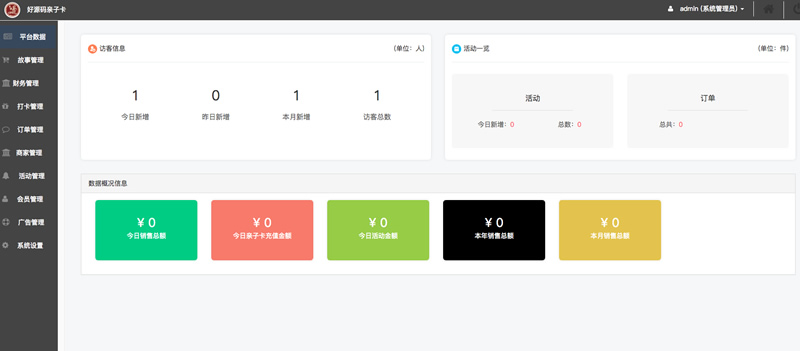 好源码亲子卡
admin (系统管理员)
平台数据
故事管理
财务管理
打卡管理
订单管理
商家管理
活动管理
会员管理
广告管理
系统设置
访客信息 (单位：人)
1 0 1 1
今日新增 昨日新增 本月新增 访客总数
活动一览 (单位：件)
活动 订单
今日新增：0 总数：0 总共：0
数据概况信息
¥ 0 ¥ 0 ¥ 0 ¥ 0 ¥ 0
今日销售总额 今日亲子卡充值金额 今日活动金额 本年销售总额 本月销售总额